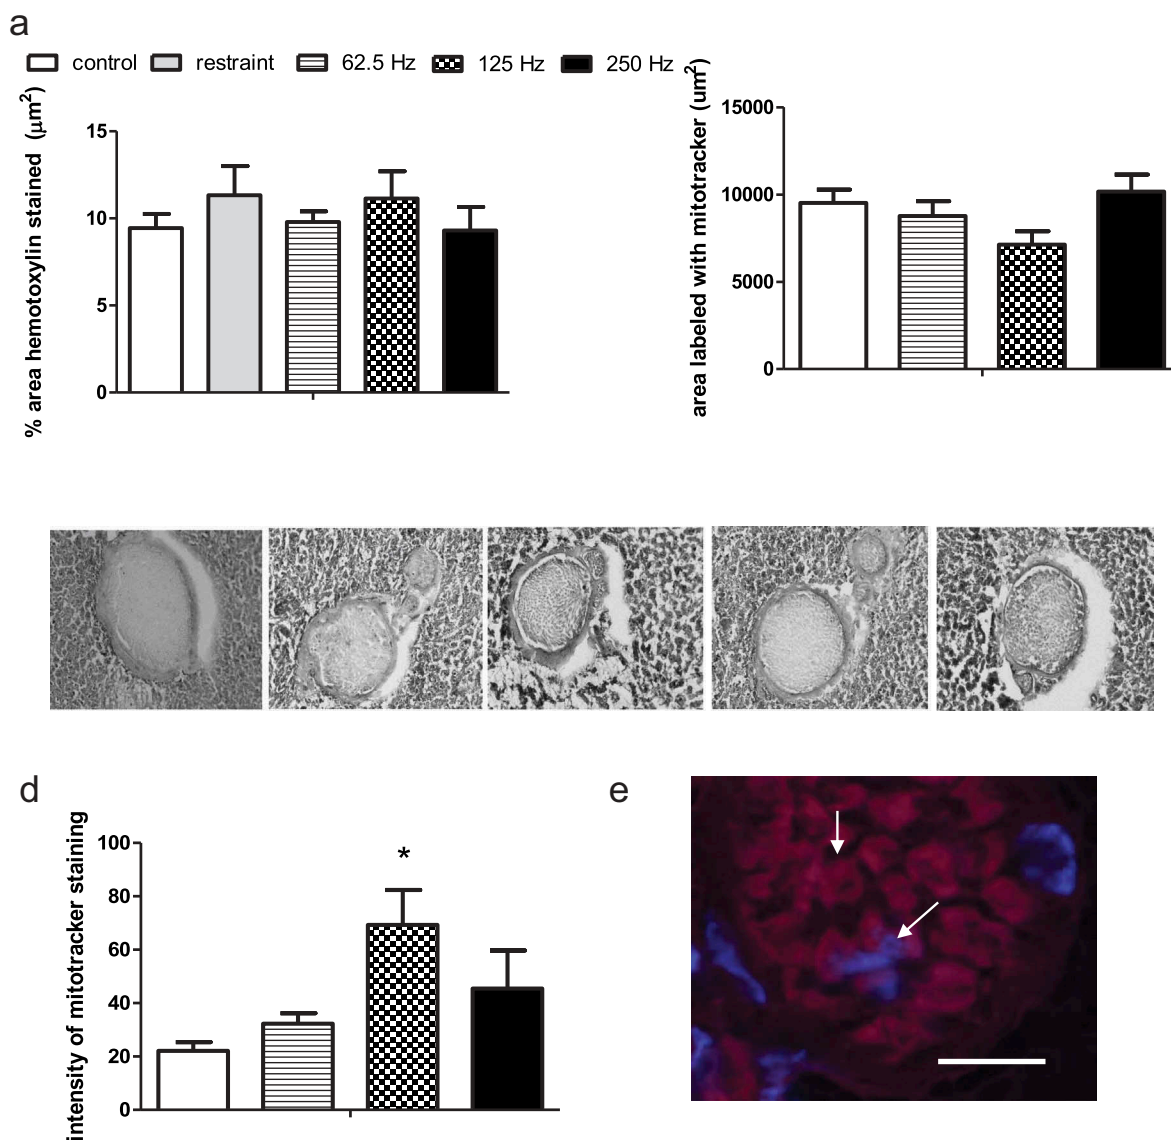 a
control restraint 62.5 Hz 125 Hz 250 Hz
% area hemotoxylin stained (μm²)
15
10
5
0
area labeled with mitotracker (um²)
15000
10000
5000
0
d
intensity of mitotracker staining
100
80
60
40
20
0
*
e